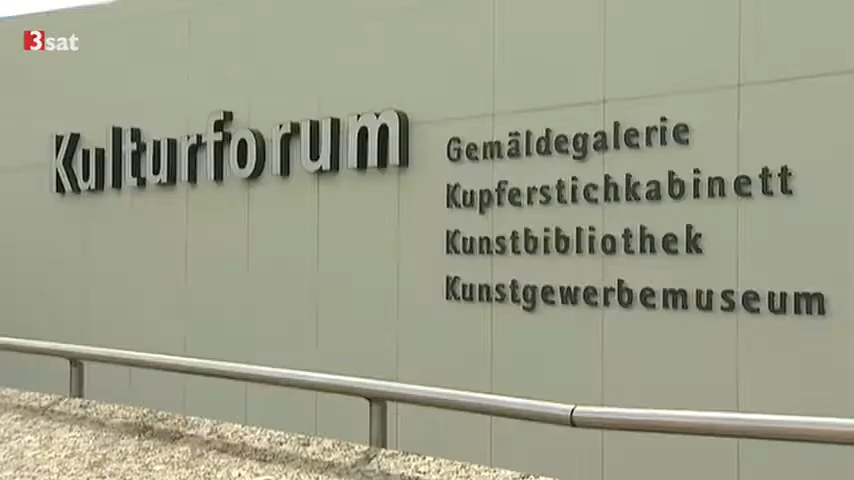 3sat
Kulturforum
Gemäldegalerie
Kupferstichkabinett
Kunstbibliothek
Kunstgewerbemuseum